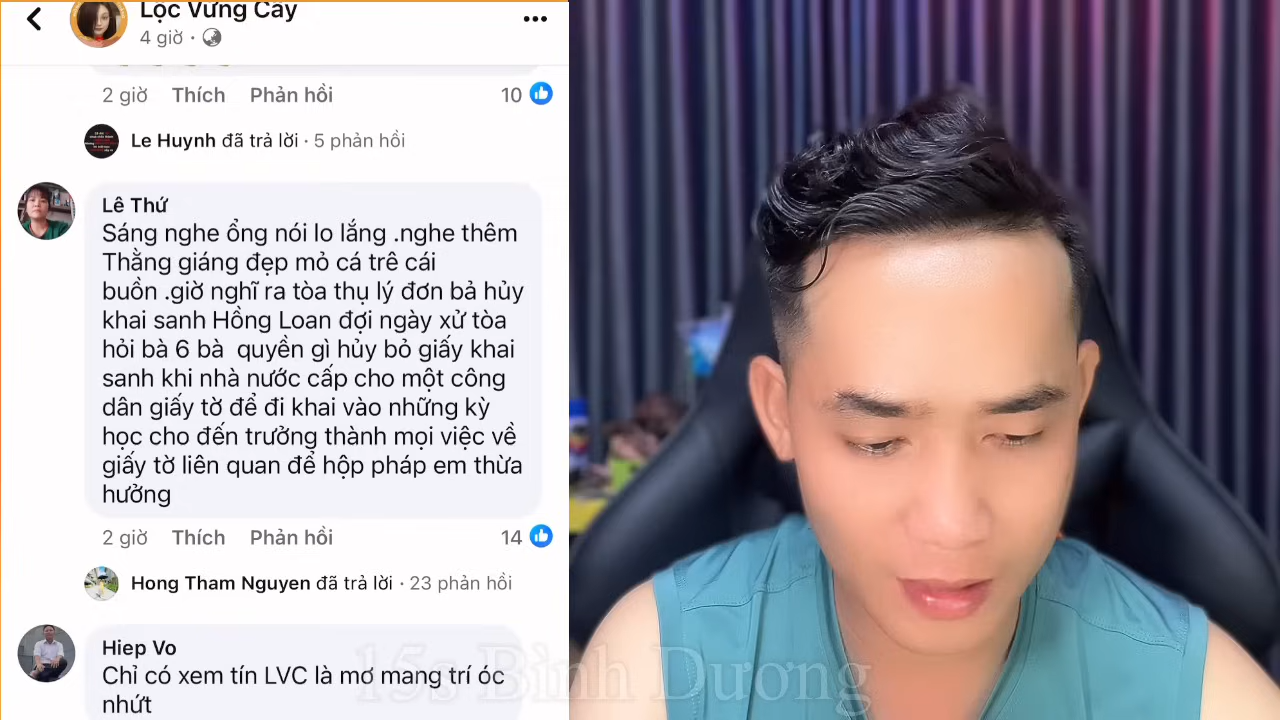 Lộc Vừng Cây
4 giờ ·
2 giờ Thích Phản hồi 10
Le Huynh đã trả lời · 5 phản hồi
Lê Thứ
Sáng nghe ổng nói lo lắng .nghe thêm
Thằng giáng đẹp mỏ cá trê cái
buồn .giờ nghĩ ra tòa thụ lý đơn bả hủy
khai sanh Hồng Loan đợi ngày xử tòa
hỏi bà 6 bà quyền gì hủy bỏ giấy khai
sanh khi nhà nước cấp cho một công
dân giấy tờ để đi khai vào những kỳ
học cho đến trưởng thành mọi việc về
giấy tờ liên quan để hộp pháp em thừa
hưởng
2 giờ Thích Phản hồi 14
Hong Tham Nguyen đã trả lời · 23 phản hồi
Hiep Vo
Chỉ có xem tín LVC là mơ mang trí óc
nhứt
15s Bình Dương